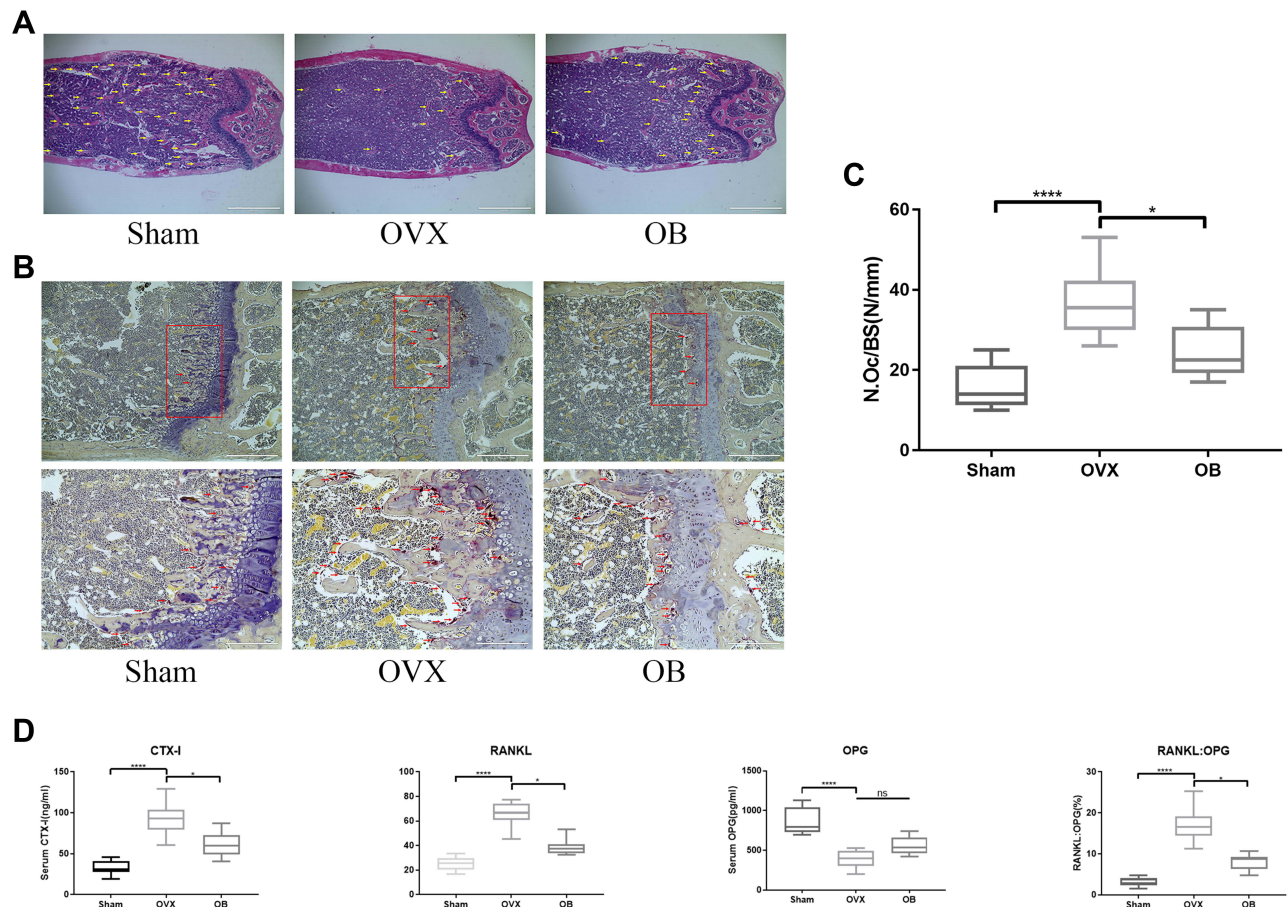 A
Sham OVX OB
B
Sham OVX OB
C
N.Oc/BS(N/mm)
60
40
20
0
**** *
Sham OVX OB
D
CTX-I
Serum CTX-I(ng/ml)
150
100
50
0
**** *
Sham OVX OB
RANKL
100
80
60
40
20
0
**** *
Sham OVX OB
OPG
Serum OPG(pg/ml)
1500
1000
500
0
**** ns
Sham OVX OB
RANKL:OPG
RANKL:OPG(%)
30
20
10
0
**** *
Sham OVX OB